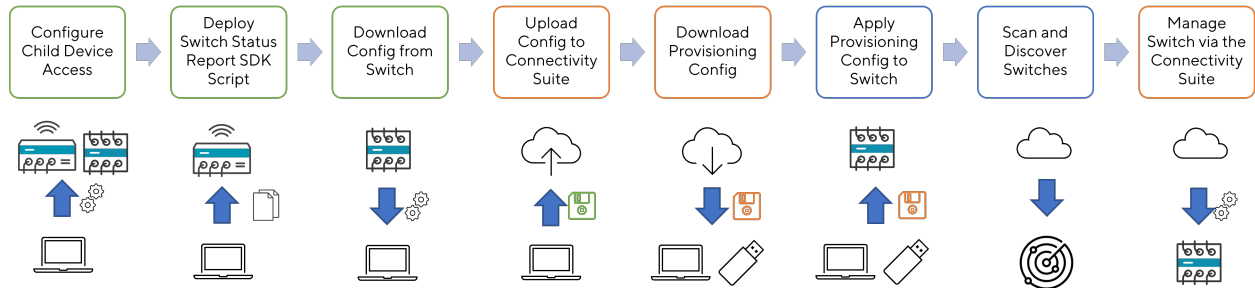 Configure
Child Device
Access
Deploy
Switch Status
Report SDK
Script
Download
Config from
Switch
Upload
Config to
Connectivity
Suite
Download
Provisioning
Config
Apply
Provisioning
Config to
Switch
Scan and
Discover
Switches
Manage
Switch via the
Connectivity
Suite